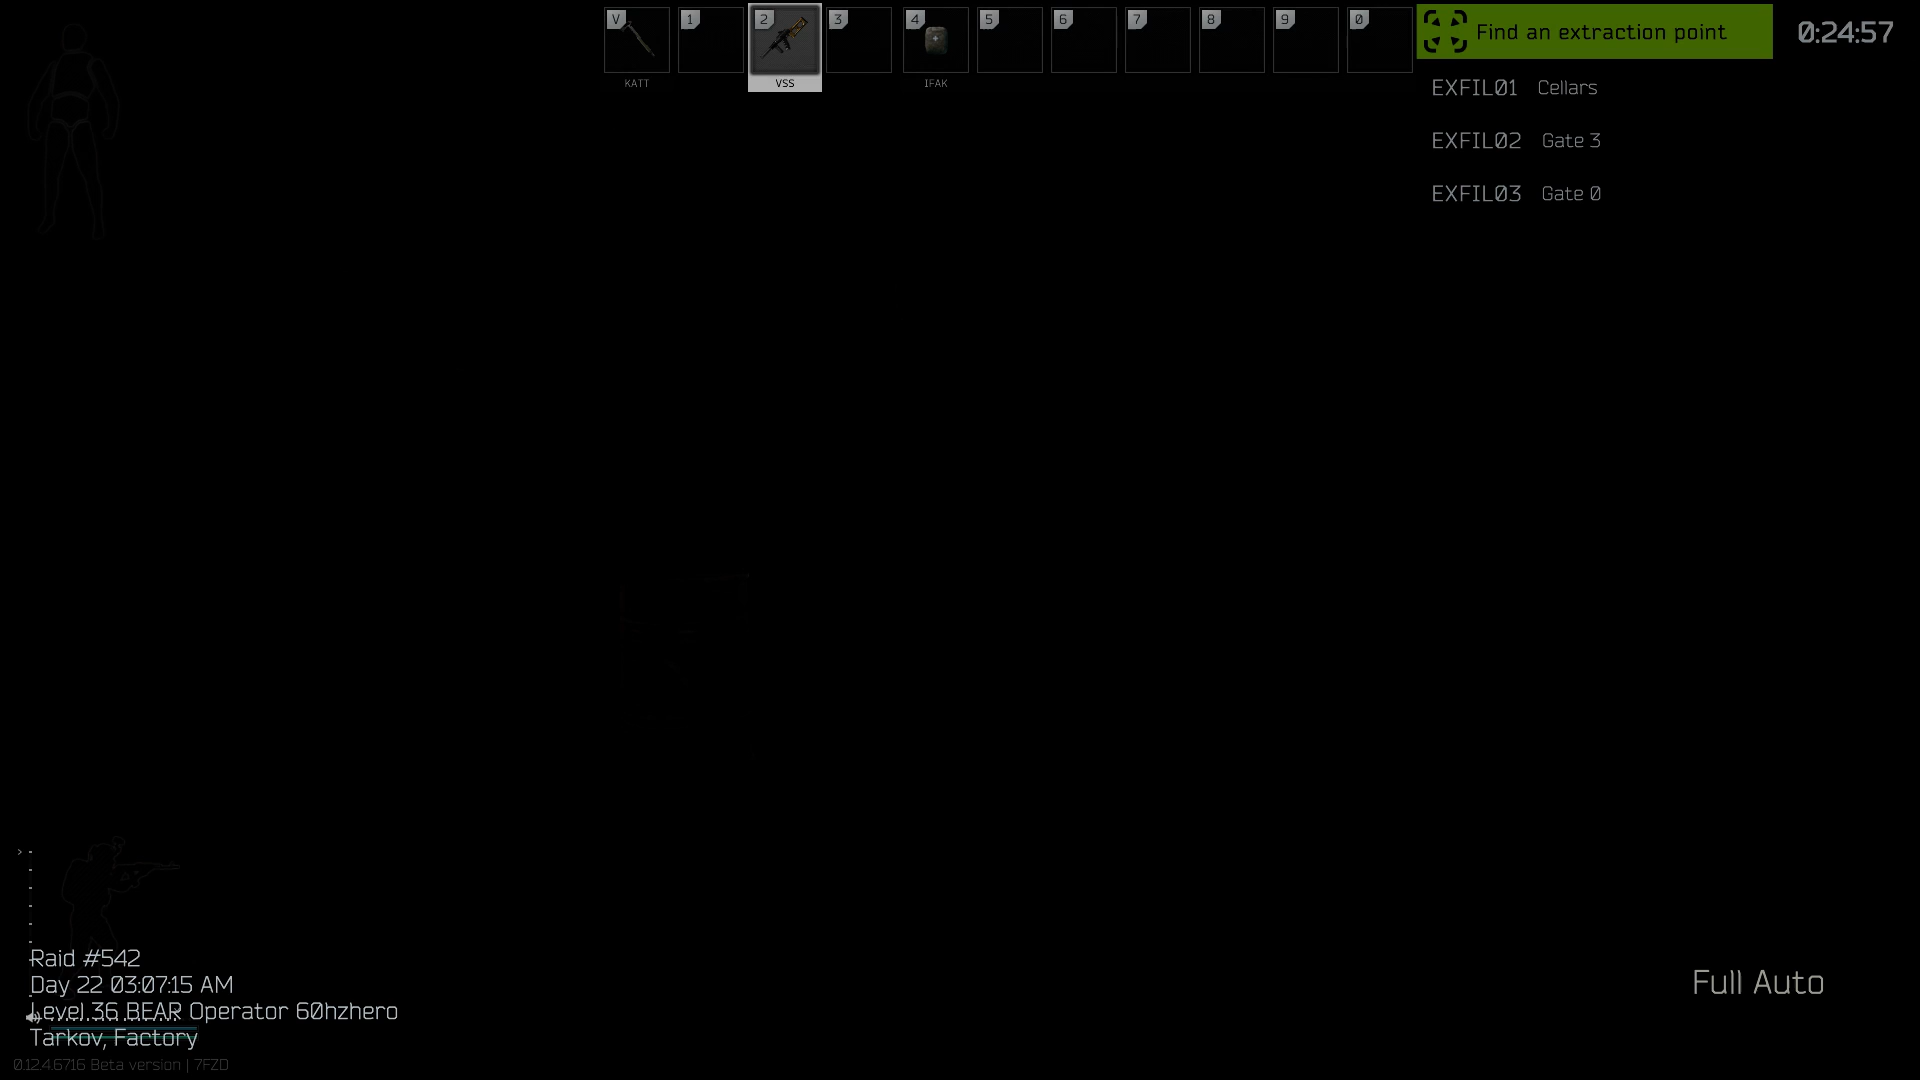 V 1 2 3 4 5 6 7 8 9 0
KATT VSS IFAK
Find an extraction point 0:24:57
EXFIL01 Cellars
EXFIL02 Gate 3
EXFIL03 Gate 0
Raid #542
Day 22 03:07:15 AM
Level 36 BEAR Operator 60hzhero
Tarkov, Factory
0.12.4.6716 Beta version | 7FZD
Full Auto